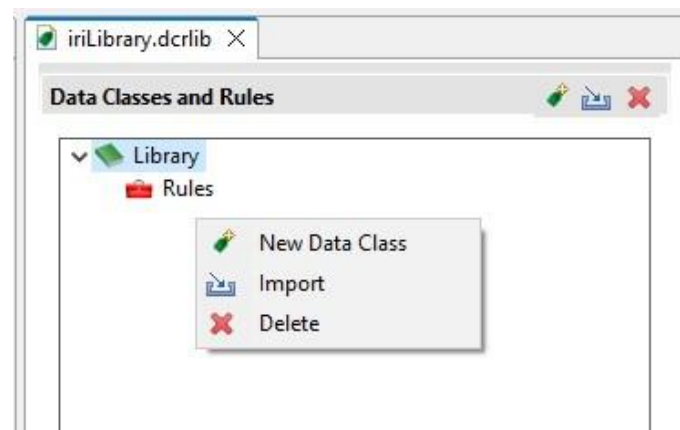 iriLibrary.dcrlib
Data Classes and Rules
Library
Rules
New Data Class
Import
Delete